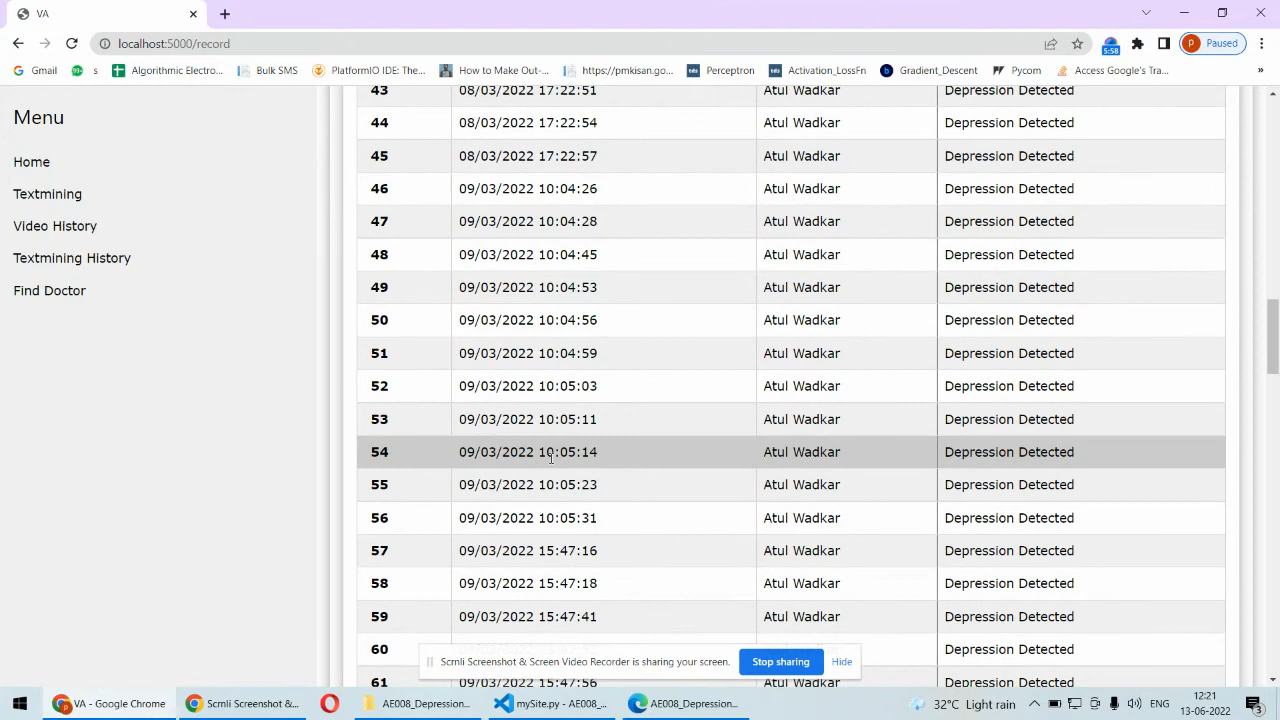 VA
localhost:5000/record
5:58
P Paused
Gmail
99+ s
Algorithmic Electro...
Bulk SMS
PlatformIO IDE: The...
How to Make Out-...
https://pmkisan.go...
Perceptron
Activation_LossFn
Gradient_Descent
Pycom
Access Google's Tra...
»
Menu
Home
Textmining
Video History
Textmining History
Find Doctor
43 08/03/2022 17:22:51 Atul Wadkar Depression Detected
44 08/03/2022 17:22:54 Atul Wadkar Depression Detected
45 08/03/2022 17:22:57 Atul Wadkar Depression Detected
46 09/03/2022 10:04:26 Atul Wadkar Depression Detected
47 09/03/2022 10:04:28 Atul Wadkar Depression Detected
48 09/03/2022 10:04:45 Atul Wadkar Depression Detected
49 09/03/2022 10:04:53 Atul Wadkar Depression Detected
50 09/03/2022 10:04:56 Atul Wadkar Depression Detected
51 09/03/2022 10:04:59 Atul Wadkar Depression Detected
52 09/03/2022 10:05:03 Atul Wadkar Depression Detected
53 09/03/2022 10:05:11 Atul Wadkar Depression Detected
54 09/03/2022 10:05:14 Atul Wadkar Depression Detected
55 09/03/2022 10:05:23 Atul Wadkar Depression Detected
56 09/03/2022 10:05:31 Atul Wadkar Depression Detected
57 09/03/2022 15:47:16 Atul Wadkar Depression Detected
58 09/03/2022 15:47:18 Atul Wadkar Depression Detected
59 09/03/2022 15:47:41 Atul Wadkar Depression Detected
60 Depression Detected
61 09/03/2022 15:47:56 Atul Wadkar Depression Detected
Scrnli Screenshot & Screen Video Recorder is sharing your screen. Stop sharing Hide
VA - Google Chrome
Scrnli Screenshot &...
AE008_Depression...
mySite1.py - AE008_...
AE008_Depression...
32°C Light rain
ENG
12:21
13-06-2022
3